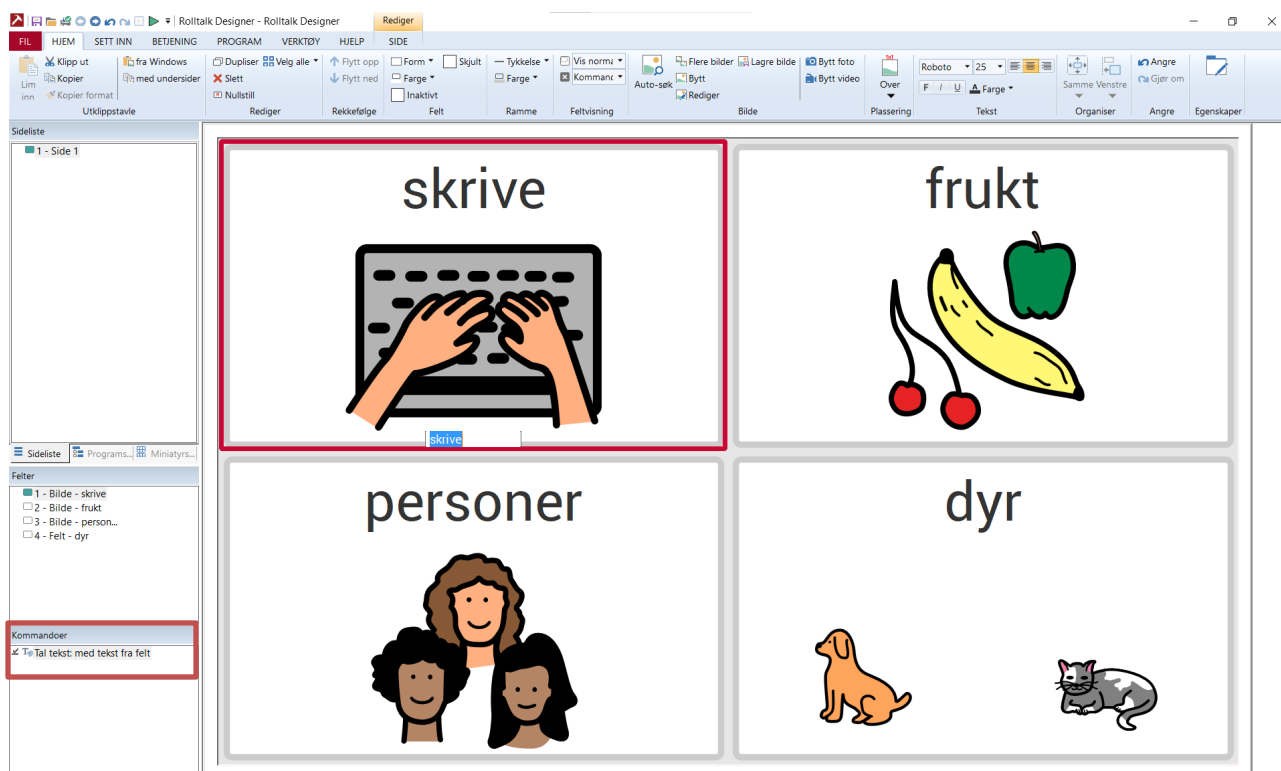 Rolltalk Designer - Rolltalk Designer
Rediger
FIL HJEM SETT INN BETJENING PROGRAM VERKTØY HJELP SIDE
Lim inn
Klipp ut
Kopier
Kopier format
fra Windows
med undersider
Utklippstavle
Dupliser Velg alle
Slett
Nullstill
Rediger
Flytt opp
Flytt ned
Rekkefølge
Form Skjult
Farge
Inaktivt
Felt
Tykkelse
Farge
Ramme
Vis norma
Kommanc
Feltvisning
Auto-søk
Flere bilder Lagre bilde
Bytt
Rediger
Bytt foto
Bytt video
Bilde
txt
Over
Plassering
Roboto 25
F I U A Farge
Tekst
Samme Venstre
Organiser
Angre
Gjør om
Angre
Egenskaper
Sideliste
1 - Side 1
Sideliste Programs... Miniatyrs...
Felter
1 - Bilde - skrive
2 - Bilde - frukt
3 - Bilde - person...
4 - Felt - dyr
Kommandoer
Tal tekst: med tekst fra felt
skrive
skrive
frukt
personer
dyr